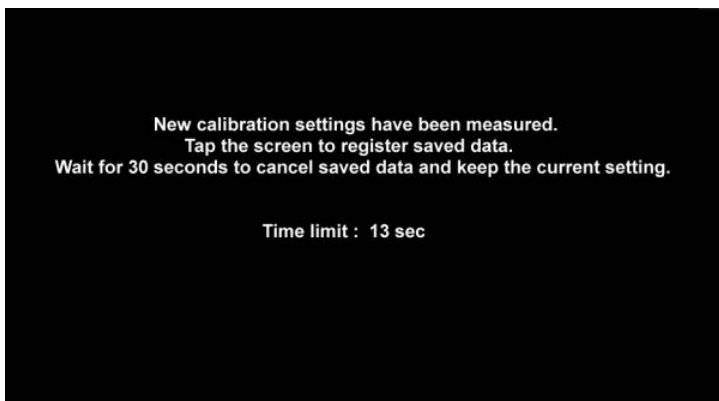 New calibration settings have been measured.
Tap the screen to register saved data.
Wait for 30 seconds to cancel saved data and keep the current setting.
Time limit : 13 sec